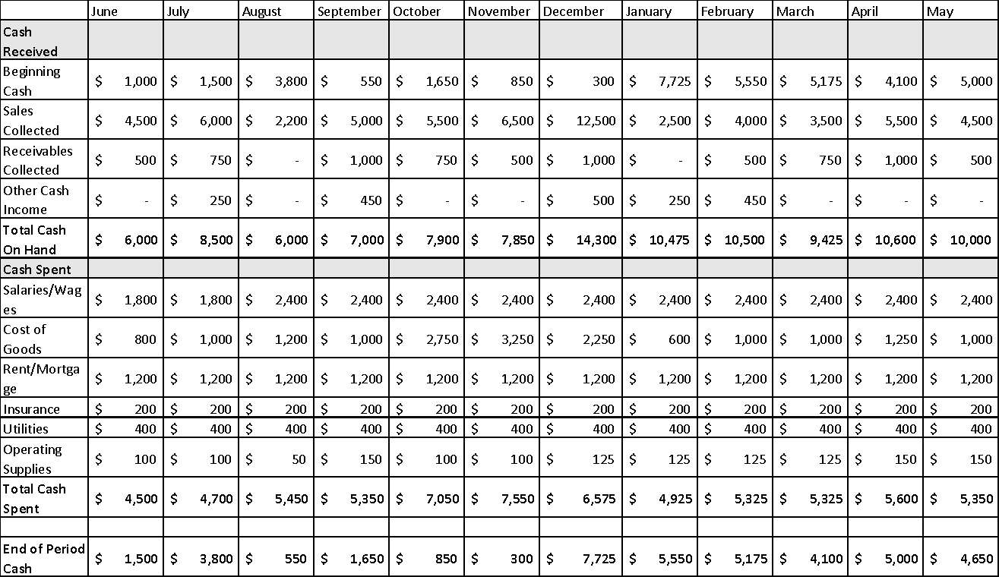 June July August September October November December January February March April May
Cash
Received
Beginning
Cash $ 1,000 $ 1,500 $ 3,800 $ 550 $ 1,650 $ 850 $ 300 $ 7,725 $ 5,550 $ 5,175 $ 4,100 $ 5,000
Sales
Collected $ 4,500 $ 6,000 $ 2,200 $ 5,000 $ 5,500 $ 6,500 $ 12,500 $ 2,500 $ 4,000 $ 3,500 $ 5,500 $ 4,500
Receivables
Collected $ 500 $ 750 $ - $ 1,000 $ 750 $ 500 $ 1,000 $ - $ 500 $ 750 $ 1,000 $ 500
Other Cash
Income $ - $ 250 $ - $ 450 $ - $ - $ 500 $ 250 $ 450 $ - $ - $ -
Total Cash
On Hand $ 6,000 $ 8,500 $ 6,000 $ 7,000 $ 7,900 $ 7,850 $ 14,300 $ 10,475 $ 10,500 $ 9,425 $ 10,600 $ 10,000
Cash Spent
Salaries/Wag
es $ 1,800 $ 1,800 $ 2,400 $ 2,400 $ 2,400 $ 2,400 $ 2,400 $ 2,400 $ 2,400 $ 2,400 $ 2,400 $ 2,400
Cost of
Goods $ 800 $ 1,000 $ 1,200 $ 1,000 $ 2,750 $ 3,250 $ 2,250 $ 600 $ 1,000 $ 1,000 $ 1,250 $ 1,000
Rent/Mortga
ge $ 1,200 $ 1,200 $ 1,200 $ 1,200 $ 1,200 $ 1,200 $ 1,200 $ 1,200 $ 1,200 $ 1,200 $ 1,200 $ 1,200
Insurance $ 200 $ 200 $ 200 $ 200 $ 200 $ 200 $ 200 $ 200 $ 200 $ 200 $ 200 $ 200
Utilities $ 400 $ 400 $ 400 $ 400 $ 400 $ 400 $ 400 $ 400 $ 400 $ 400 $ 400 $ 400
Operating
Supplies $ 100 $ 100 $ 50 $ 150 $ 100 $ 100 $ 125 $ 125 $ 125 $ 125 $ 150 $ 150
Total Cash
Spent $ 4,500 $ 4,700 $ 5,450 $ 5,350 $ 7,050 $ 7,550 $ 6,575 $ 4,925 $ 5,325 $ 5,325 $ 5,600 $ 5,350
End of Period
Cash $ 1,500 $ 3,800 $ 550 $ 1,650 $ 850 $ 300 $ 7,725 $ 5,550 $ 5,175 $ 4,100 $ 5,000 $ 4,650